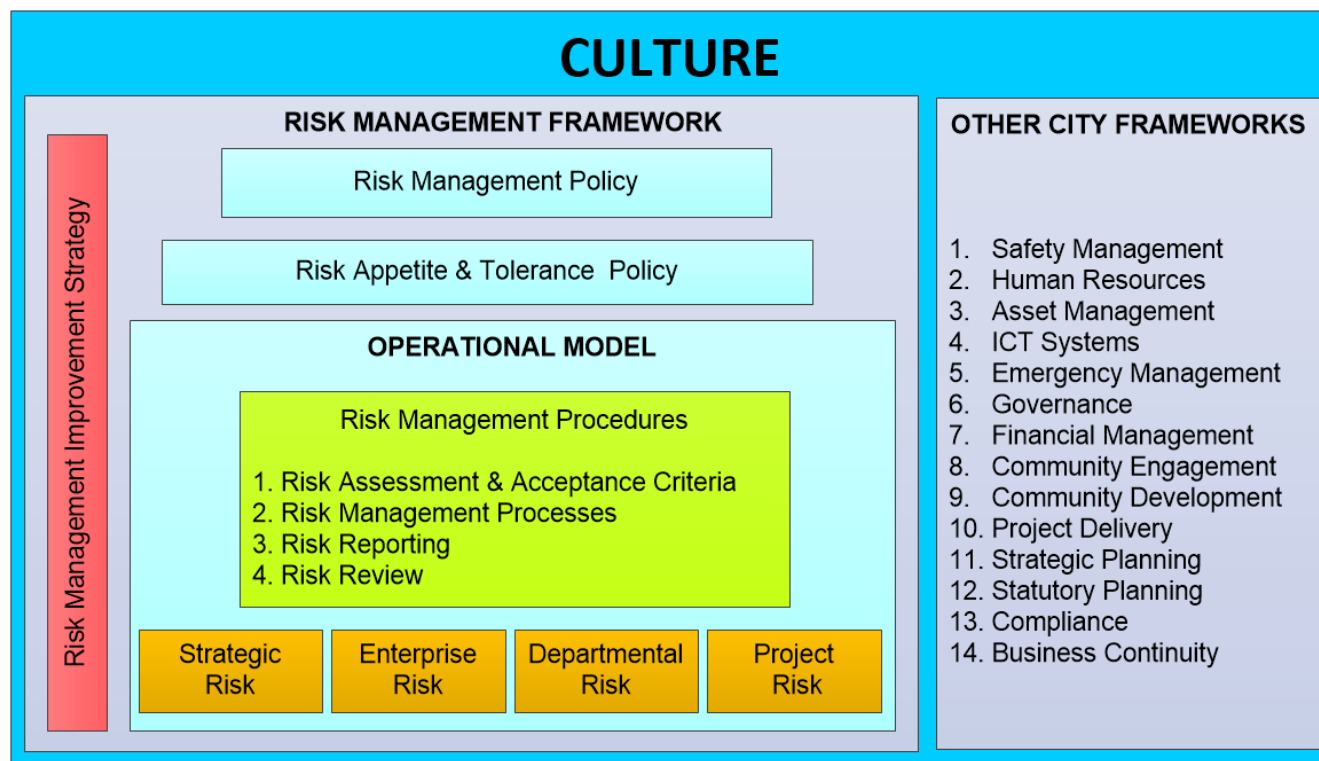 CULTURE
RISK MANAGEMENT FRAMEWORK
Risk Management Improvement Strategy
Risk Management Policy
Risk Appetite & Tolerance Policy
OPERATIONAL MODEL
Risk Management Procedures
1. Risk Assessment & Acceptance Criteria
2. Risk Management Processes
3. Risk Reporting
4. Risk Review
Strategic
Risk
Enterprise
Risk
Departmental
Risk
Project
Risk
OTHER CITY FRAMEWORKS
1. Safety Management
2. Human Resources
3. Asset Management
4. ICT Systems
5. Emergency Management
6. Governance
7. Financial Management
8. Community Engagement
9. Community Development
10. Project Delivery
11. Strategic Planning
12. Statutory Planning
13. Compliance
14. Business Continuity